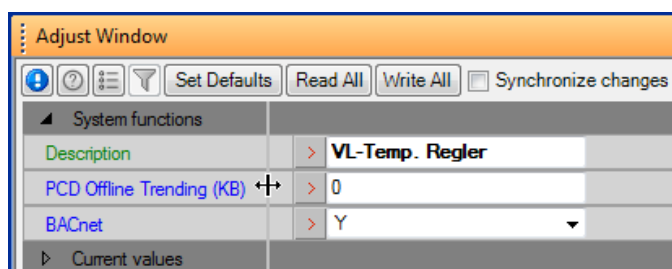 Adjust Window
Set Defaults Read All Write All Synchronize changes
System functions
Description > VL-Temp. Regler
PCD Offline Trending (KB) > 0
BACnet > Y
Current values